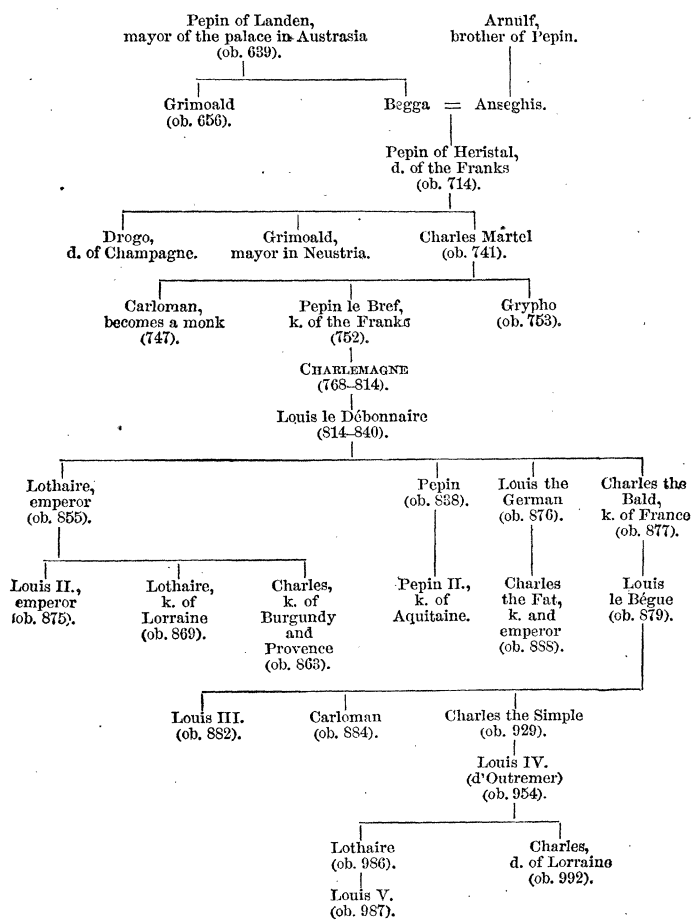 Pepin of Landen,
mayor of the palace in Austrasia
(ob. 639).
Arnulf,
brother of Pepin.
Grimoald
(ob. 656).
Begga = Anseghis.
Pepin of Heristal,
d. of the Franks
(ob. 714).
Drogo,
d. of Champagne.
Grimoald,
mayor in Neustria.
Charles Martel
(ob. 741).
Carloman,
becomes a monk
(747).
Pepin le Bref,
k. of the Franks
(752).
Grypho
(ob. 753).
CHARLEMAGNE
(768–814).
Louis le Débonnaire
(814–840).
Lothaire,
emperor
(ob. 855).
Pepin
(ob. 838).
Louis the
German
(ob. 876).
Charles the
Bald,
k. of France
(ob. 877).
Louis II.,
emperor
(ob. 875).
Lothaire,
k. of
Lorraine
(ob. 869).
Charles,
k. of
Burgundy
and
Provence
(ob. 863).
Pepin II.,
k. of
Aquitaine.
Charles
the Fat,
k. and
emperor
(ob. 888).
Louis
le Bégue
(ob. 879).
Louis III.
(ob. 882).
Carloman
(ob. 884).
Charles the Simple
(ob. 929).
Louis IV.
(d'Outremer)
(ob. 954).
Lothaire
(ob. 986).
Charles,
d. of Lorraine
(ob. 992).
Louis V.
(ob. 987).